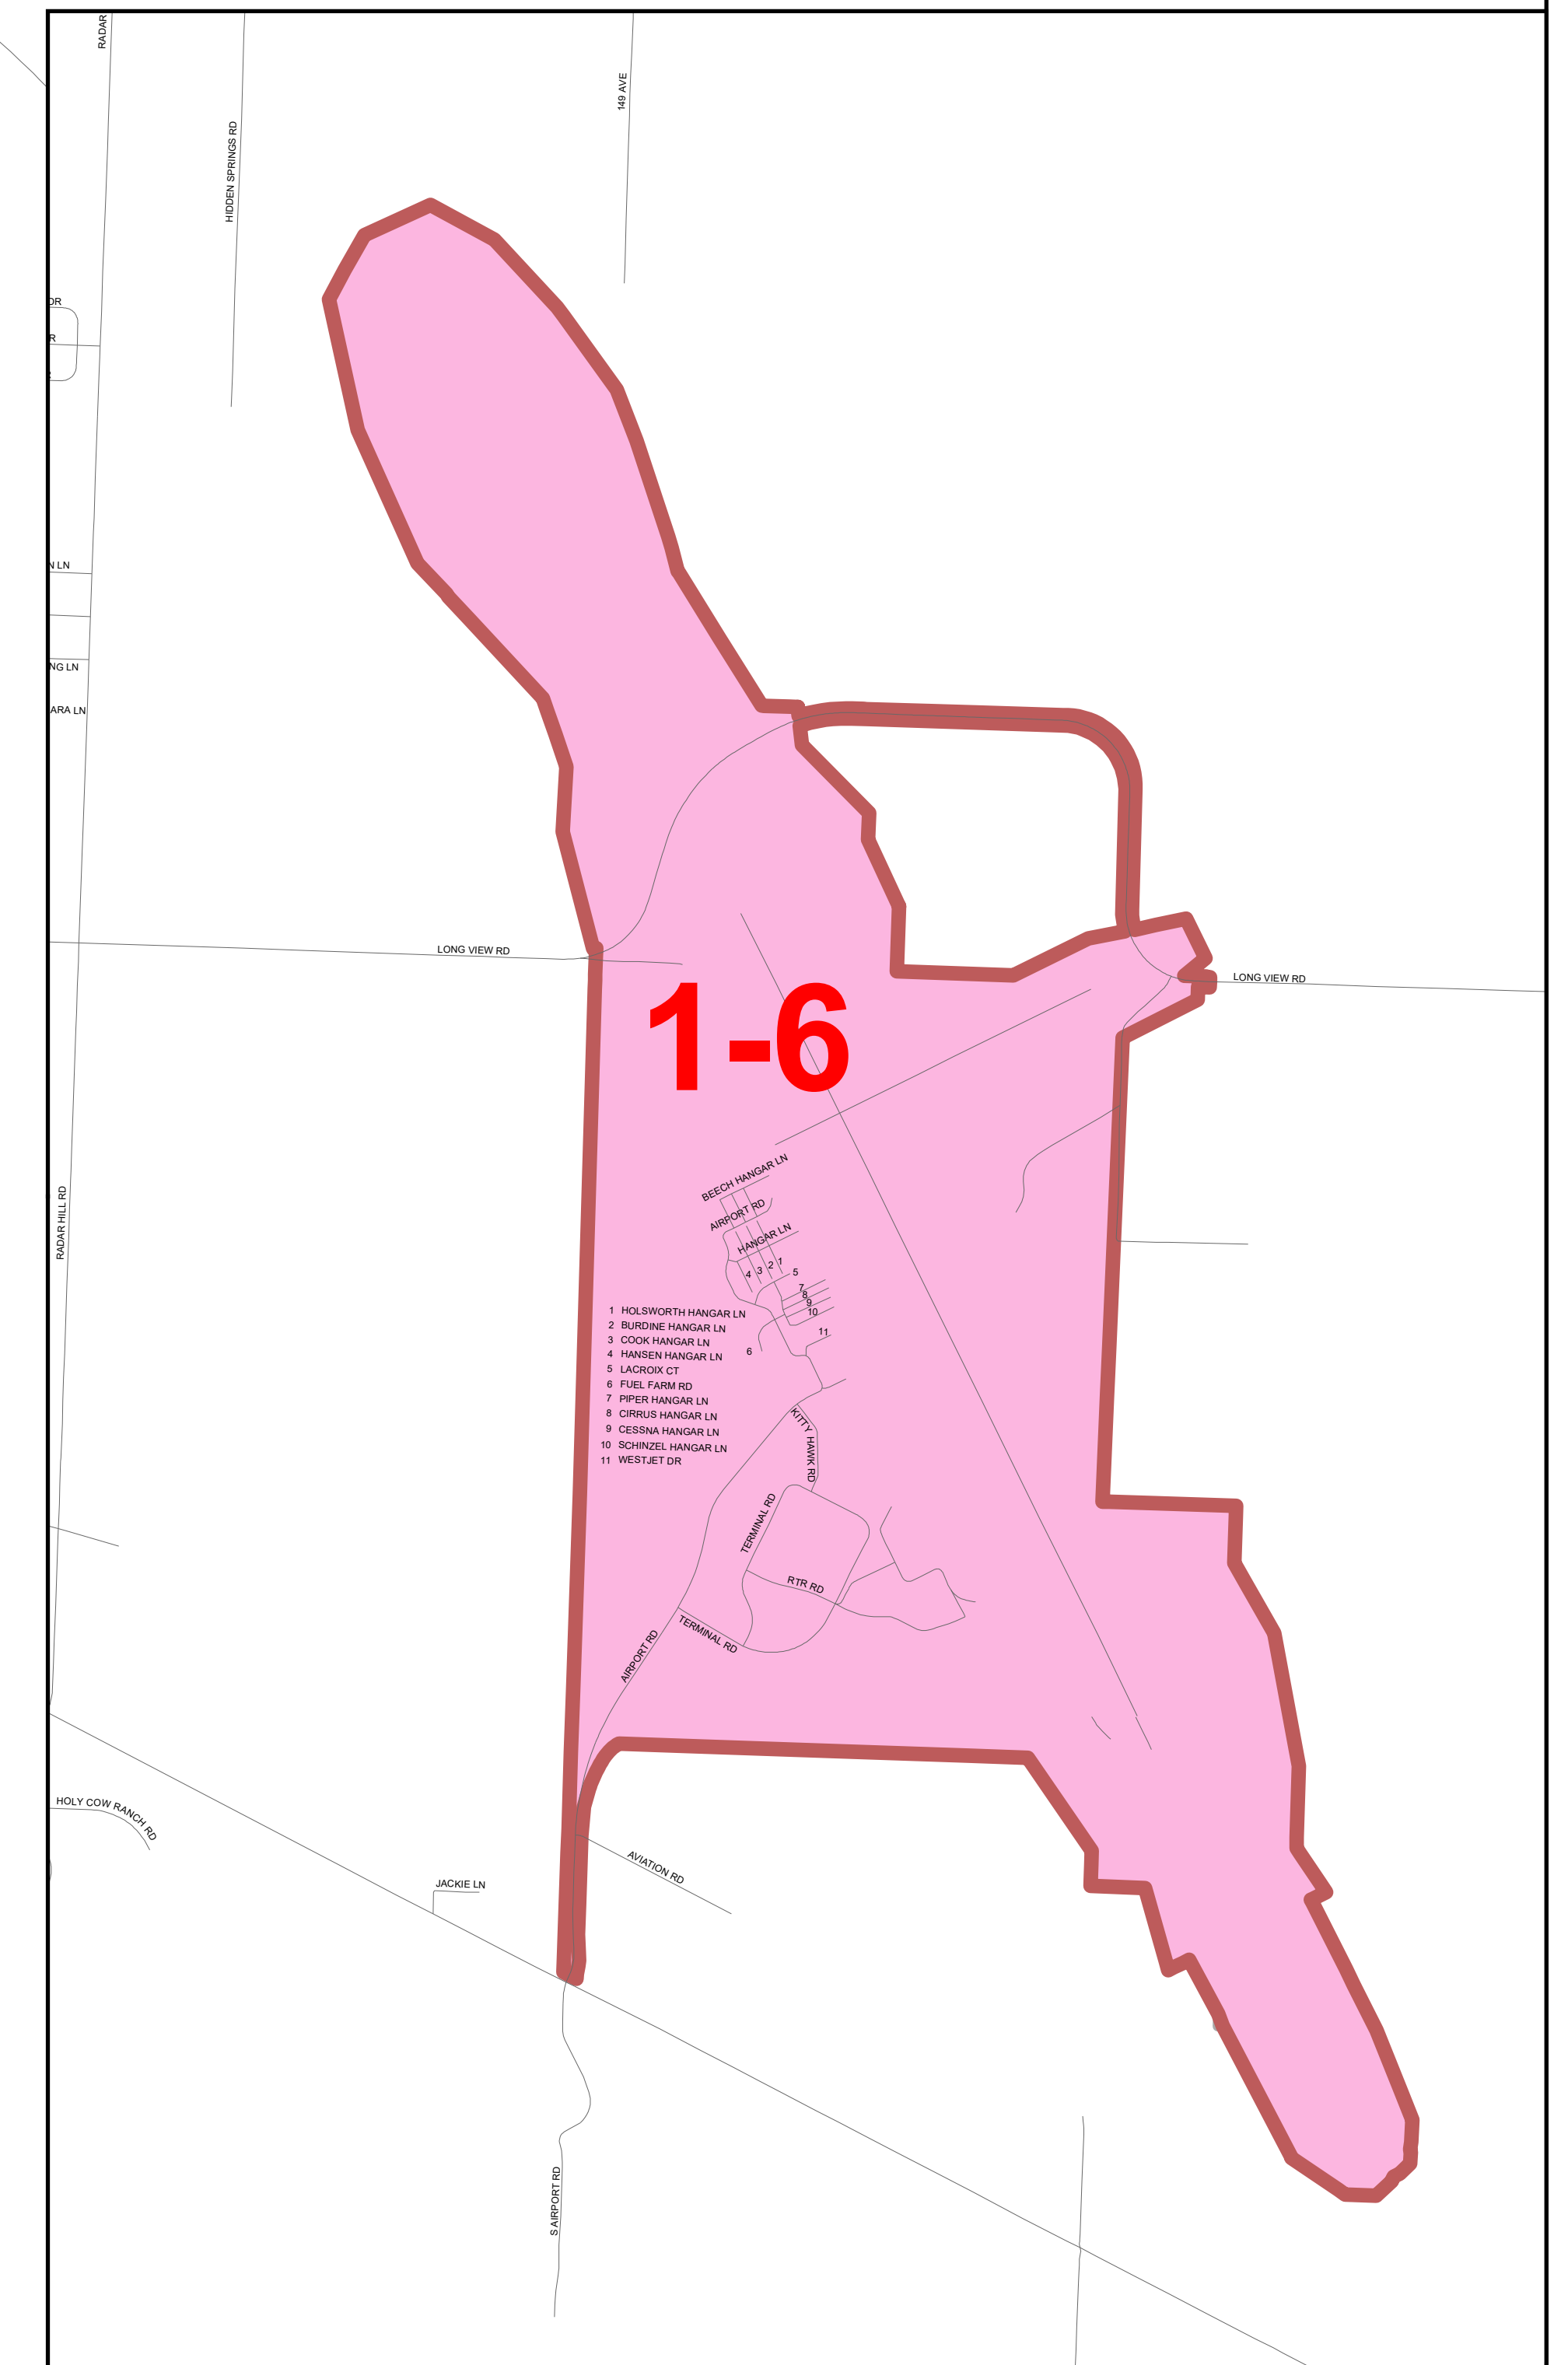 RADAR
149 AVE
HIDDEN SPRINGS RD
DR
R
N LN
NG LN
ARA LN
LONG VIEW RD
LONG VIEW RD
1-6
BEECH HANGAR LN
AIRPORT RD
HANGAR LN
RADAR HILL RD
4 3 2 1
5
7
8
9
10
11
6
1 HOLSWORTH HANGAR LN
2 BURDINE HANGAR LN
3 COOK HANGAR LN
4 HANSEN HANGAR LN
5 LACROIX CT
6 FUEL FARM RD
7 PIPER HANGAR LN
8 CIRRUS HANGAR LN
9 CESSNA HANGAR LN
10 SCHINZEL HANGAR LN
11 WESTJET DR
KITTY HAWK RD
TERMINAL RD
RTR RD
TERMINAL RD
AIRPORT RD
HOLY COW RANCH RD
AVIATION RD
JACKIE LN
S AIRPORT RD